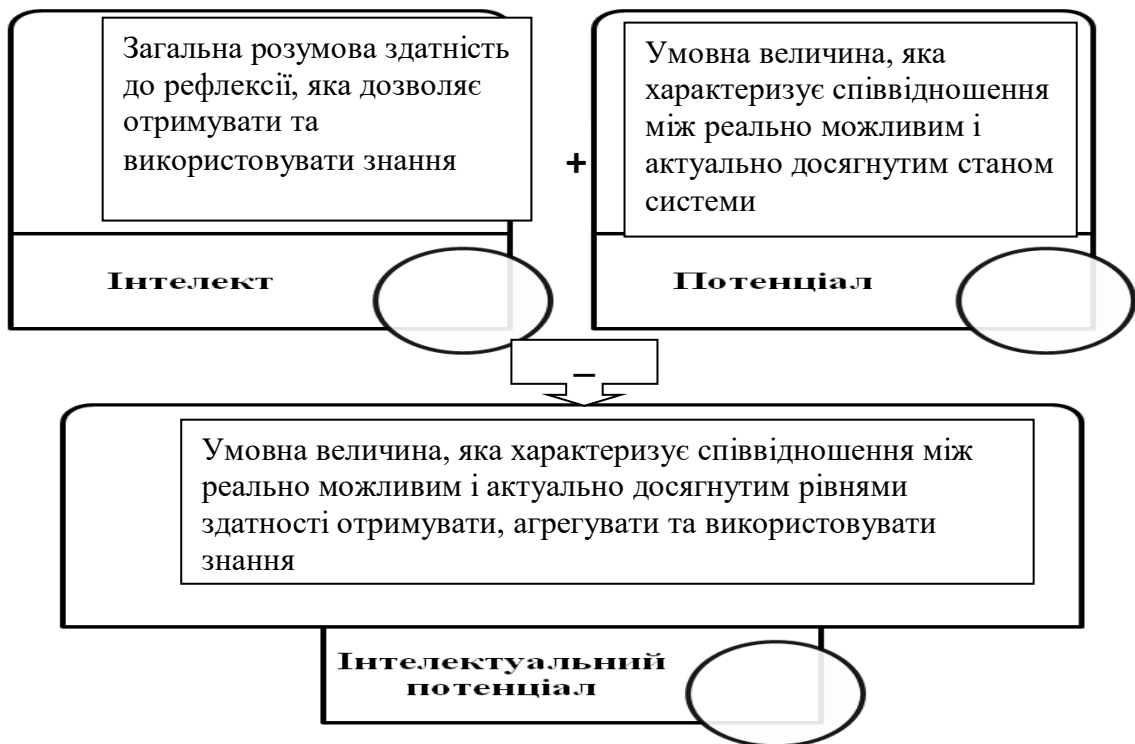 Загальна розумова здатність
до рефлексії, яка дозволяє
отримувати та
використовувати знання
Інтелект
+
Умовна величина, яка
характеризує співвідношення
між реально можливим і
актуально досягнутим станом
системи
Потенціал
–
Умовна величина, яка характеризує співвідношення між
реально можливим і актуально досягнутим рівнями
здатності отримувати, агрегувати та використовувати
знання
Інтелектуальний
потенціал